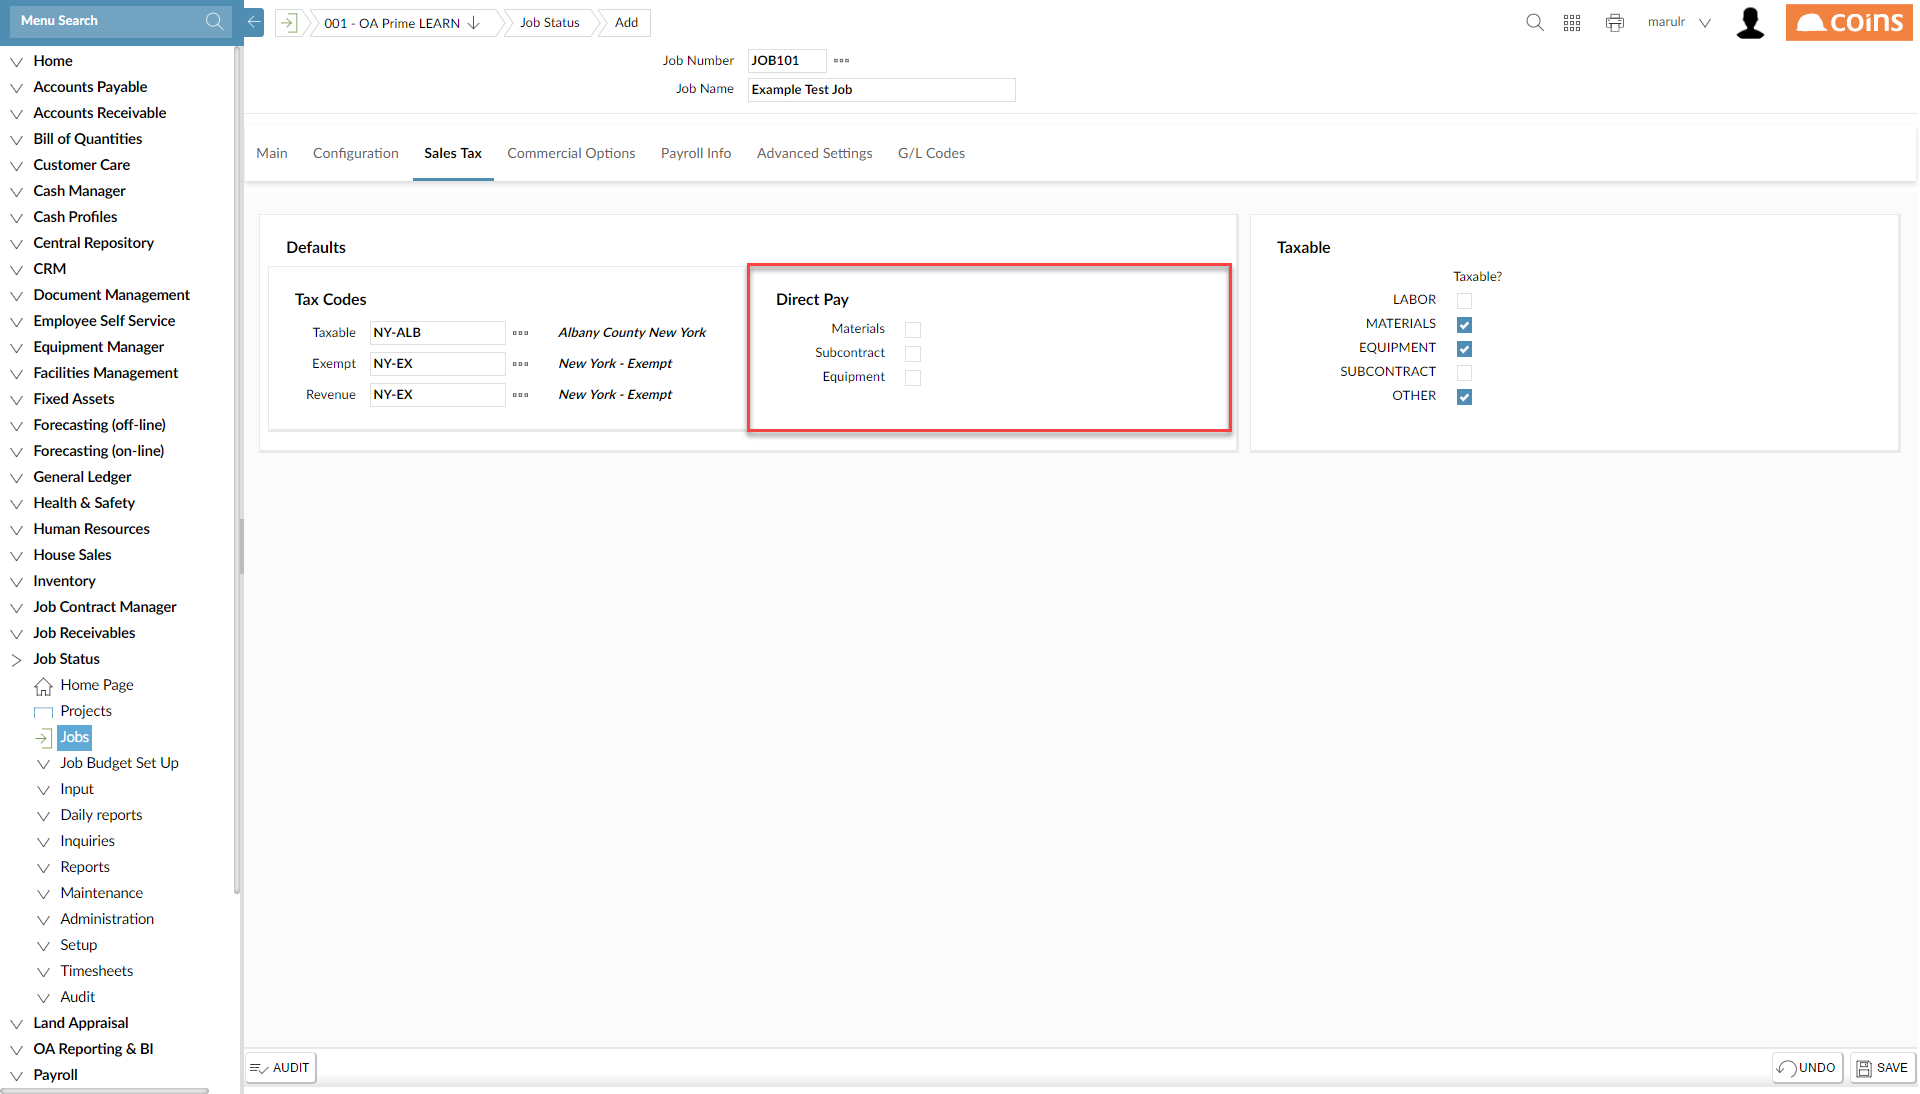 Menu Search
001 - OA Prime LEARN
Job Status
Add
marulr
coins
Job Number JOB101
Job Name Example Test Job
Main Configuration Sales Tax Commercial Options Payroll Info Advanced Settings G/L Codes
Home
Accounts Payable
Accounts Receivable
Bill of Quantities
Customer Care
Cash Manager
Cash Profiles
Central Repository
CRM
Document Management
Employee Self Service
Equipment Manager
Facilities Management
Fixed Assets
Forecasting (off-line)
Forecasting (on-line)
General Ledger
Health & Safety
Human Resources
House Sales
Inventory
Job Contract Manager
Job Receivables
Job Status
Home Page
Projects
Jobs
Job Budget Set Up
Input
Daily reports
Inquiries
Reports
Maintenance
Administration
Setup
Timesheets
Audit
Land Appraisal
OA Reporting & BI
Payroll
Defaults
Tax Codes
Taxable NY-ALB Albany County New York
Exempt NY-EX New York - Exempt
Revenue NY-EX New York - Exempt
Direct Pay
Materials
Subcontract
Equipment
Taxable
Taxable?
LABOR
MATERIALS
EQUIPMENT
SUBCONTRACT
OTHER
AUDIT
UNDO
SAVE